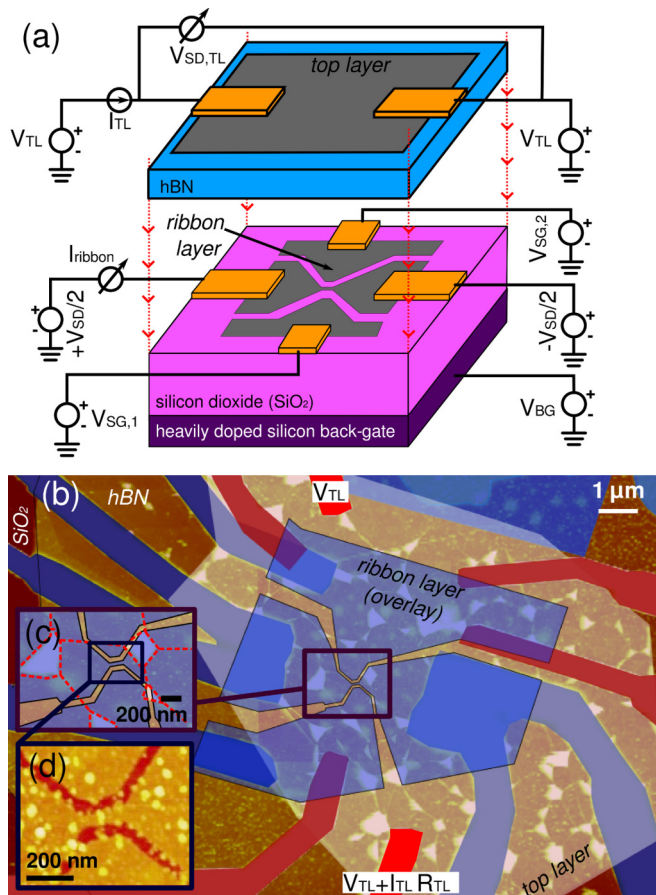 (a)
V_SD,TL
top layer
I_TL
V_TL
+
-
V_TL
+
-
hBN
ribbon
layer
V_SG,2
+
-
I_ribbon
+V_SD/2
+
-
-V_SD/2
+
-
V_SG,1
+
-
silicon dioxide (SiO₂)
heavily doped silicon back-gate
V_BG
+
-
(b)
SiO₂
hBN
V_TL
1 µm
ribbon layer
(overlay)
(c)
200 nm
(d)
200 nm
V_TL+I_TL R_TL
top layer